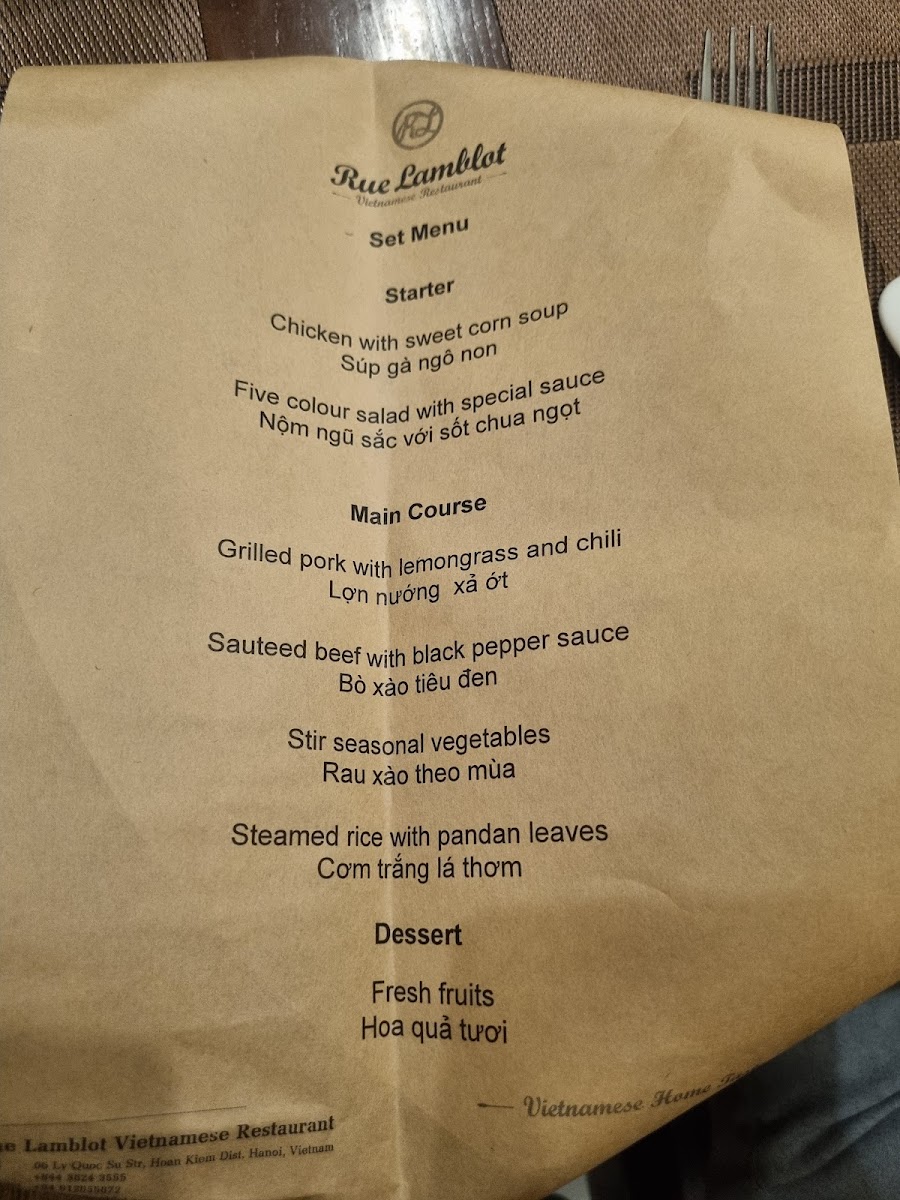 RL
Rue Lamblot
Vietnamese Restaurant
Set Menu
Starter
Chicken with sweet corn soup
Súp gà ngô non
Five colour salad with special sauce
Nộm ngũ sắc với sốt chua ngọt
Main Course
Grilled pork with lemongrass and chili
Lợn nướng xả ớt
Sauteed beef with black pepper sauce
Bò xào tiêu đen
Stir seasonal vegetables
Rau xào theo mùa
Steamed rice with pandan leaves
Cơm trắng lá thơm
Dessert
Fresh fruits
Hoa quả tươi
Vietnamese Home
Lamblot Vietnamese Restaurant
Ly Quoc Su Str, Hoan Kiem Dist. Hanoi, Vietnam